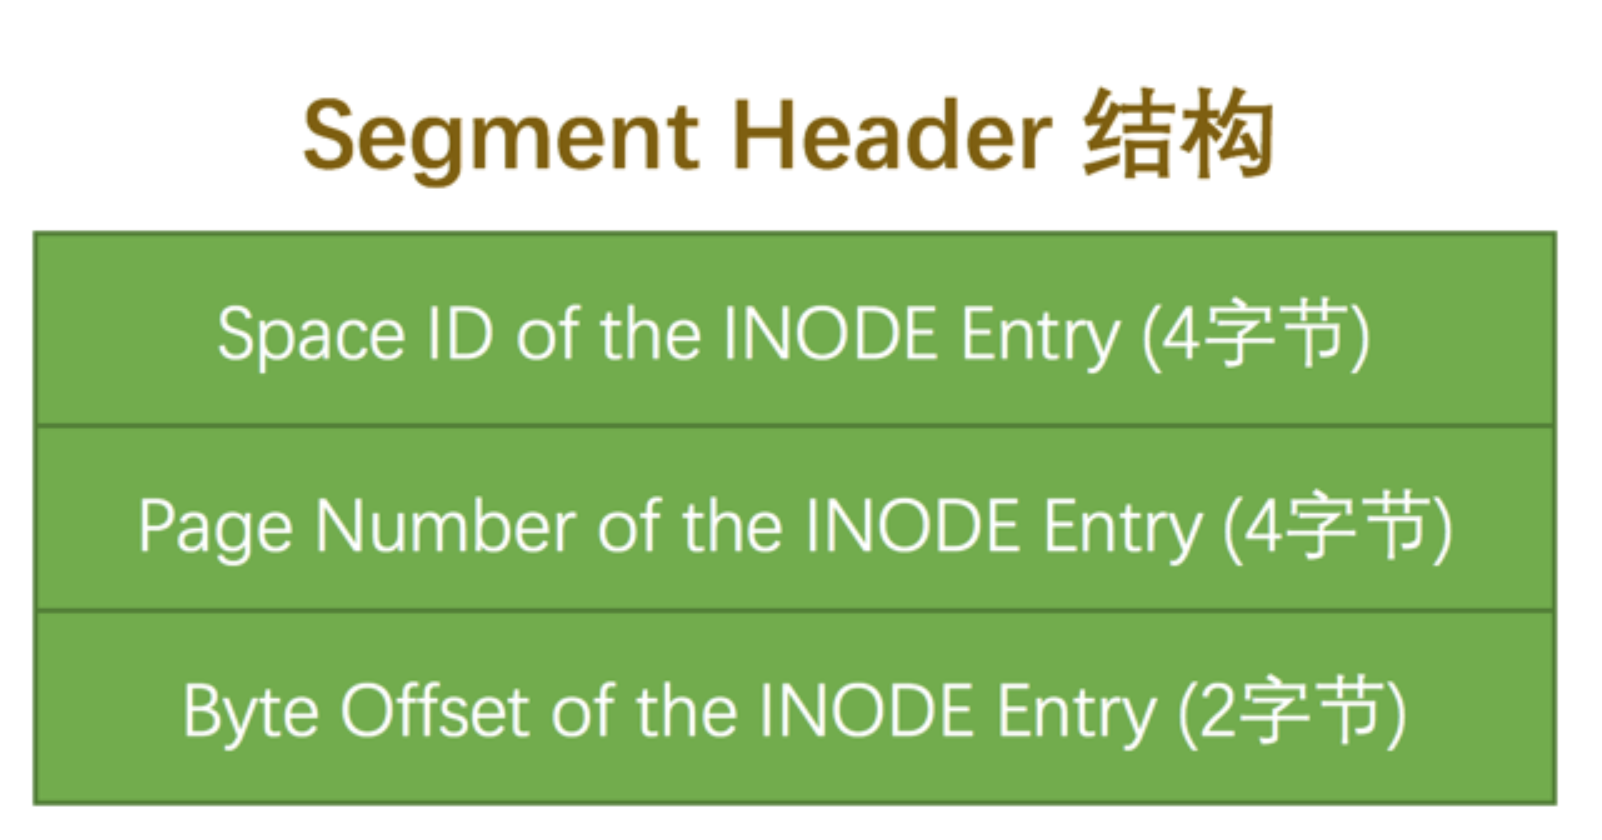 Segment Header 结构
Space ID of the INODE Entry (4字节)
Page Number of the INODE Entry (4字节)
Byte Offset of the INODE Entry (2字节)